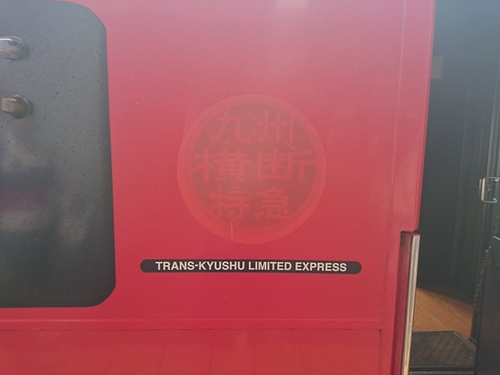 九州
横断
特急
TRANS-KYUSHU LIMITED EXPRESS